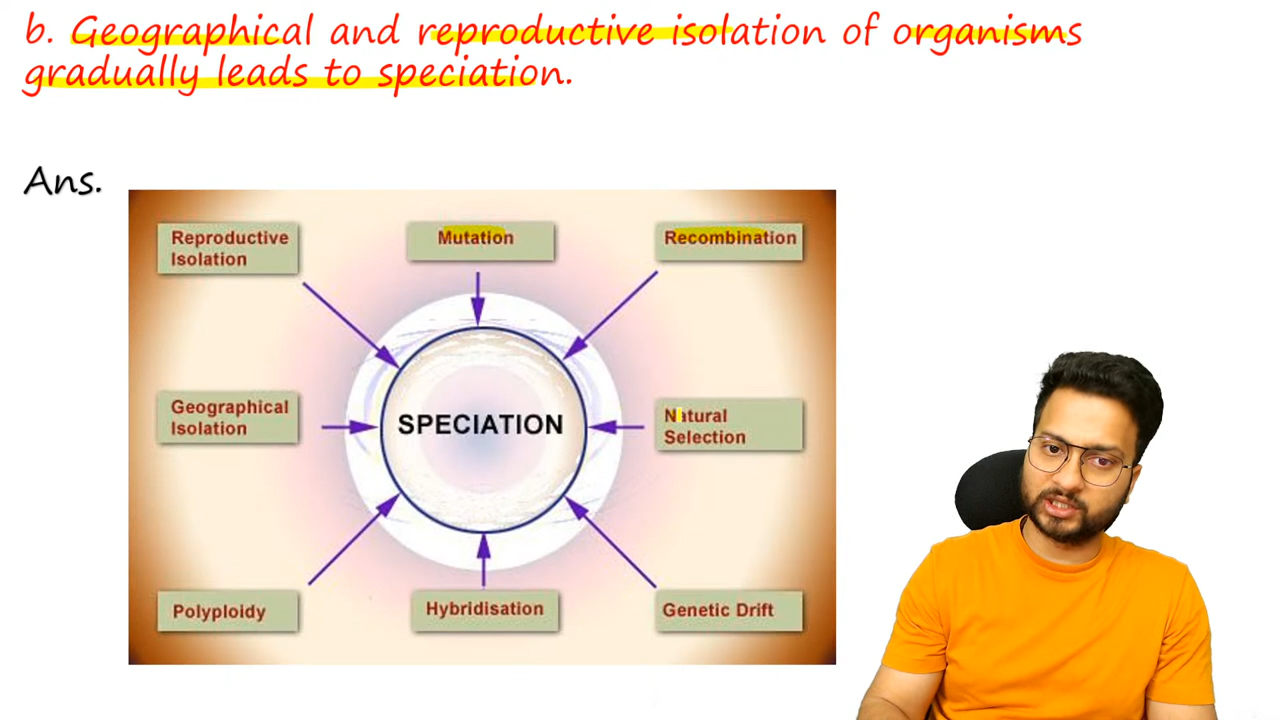 b. Geographical and reproductive isolation of organisms
gradually leads to speciation.
Ans.
Reproductive
Isolation
Mutation
Recombination
Geographical
Isolation
SPECIATION
Natural
Selection
Polyploidy
Hybridisation
Genetic Drift